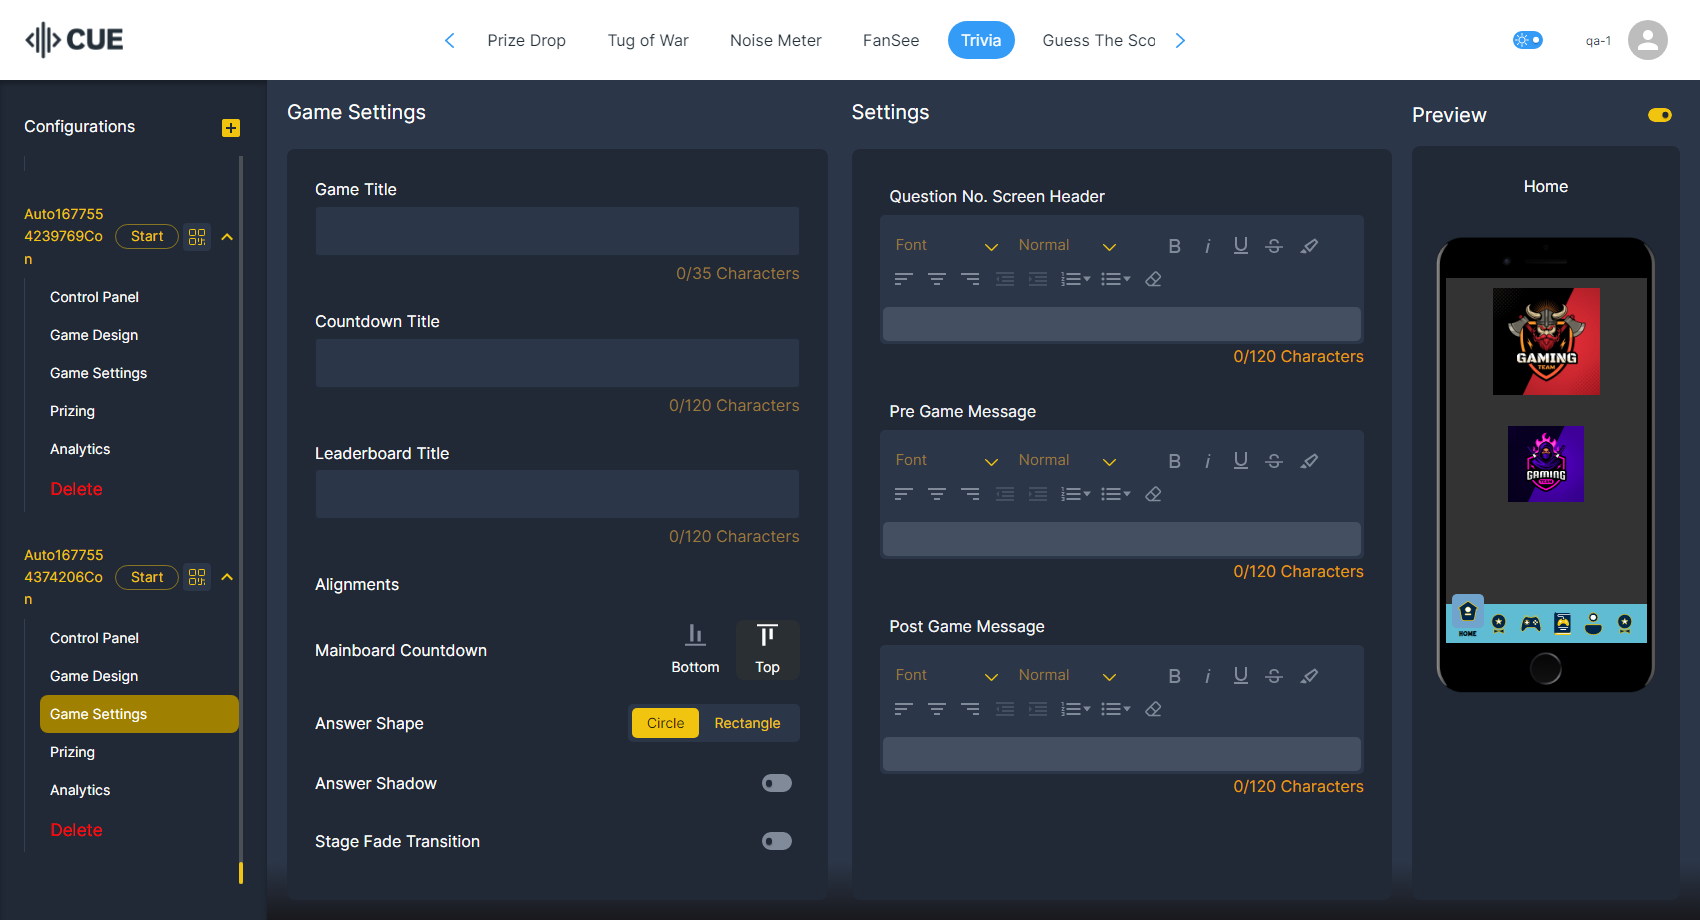 CUE
Prize Drop
Tug of War
Noise Meter
FanSee
Trivia
Guess The Sco
qa-1
Configurations
Auto167755
4239769Co
n
Start
Control Panel
Game Design
Game Settings
Prizing
Analytics
Delete
Auto167755
4374206Co
n
Start
Control Panel
Game Design
Game Settings
Prizing
Analytics
Delete
Game Settings
Game Title
0/35 Characters
Countdown Title
0/120 Characters
Leaderboard Title
0/120 Characters
Alignments
Mainboard Countdown
Bottom
Top
Answer Shape
Circle
Rectangle
Answer Shadow
Stage Fade Transition
Settings
Question No. Screen Header
Font
Normal
B i U S
0/120 Characters
Pre Game Message
Font
Normal
B i U S
0/120 Characters
Post Game Message
Font
Normal
B i U S
0/120 Characters
Preview
Home
GAMING
TEAM
GAMING
TEAM
HOME